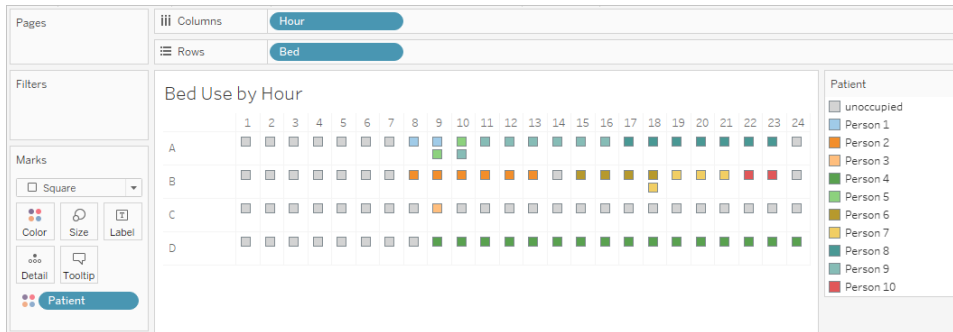 Pages
Columns
Hour
Rows
Bed
Filters
Marks
Square
Color
Size
Label
Detail
Tooltip
Patient
Bed Use by Hour
1 2 3 4 5 6 7 8 9 10 11 12 13 14 15 16 17 18 19 20 21 22 23 24
A
B
C
D
Patient
unoccupied
Person 1
Person 2
Person 3
Person 4
Person 5
Person 6
Person 7
Person 8
Person 9
Person 10